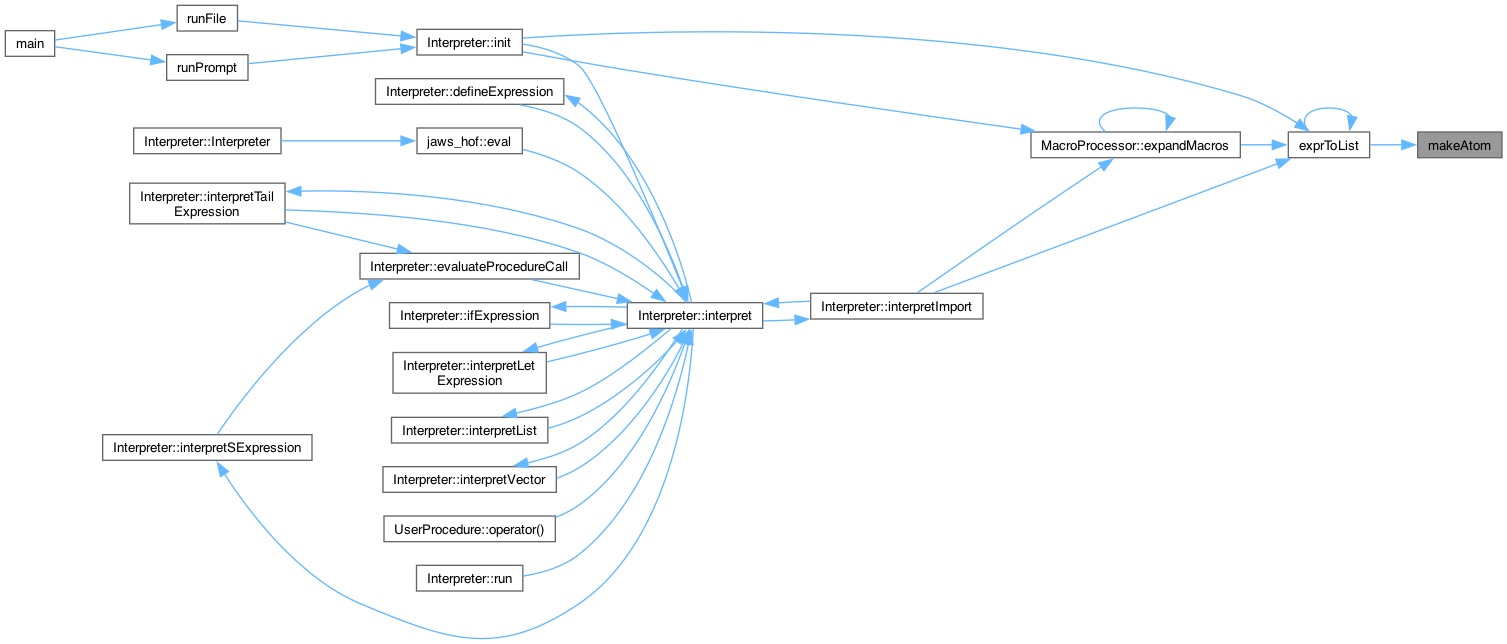 main
runFile
runPrompt
Interpreter::init
Interpreter::defineExpression
Interpreter::Interpreter
jaws_hof::eval
Interpreter::interpretTail
Expression
Interpreter::evaluateProcedureCall
Interpreter::ifExpression
Interpreter::interpretLet
Expression
Interpreter::interpretList
Interpreter::interpretSExpression
Interpreter::interpretVector
UserProcedure::operator()
Interpreter::run
Interpreter::interpret
Interpreter::interpretImport
MacroProcessor::expandMacros
exprToList
makeAtom